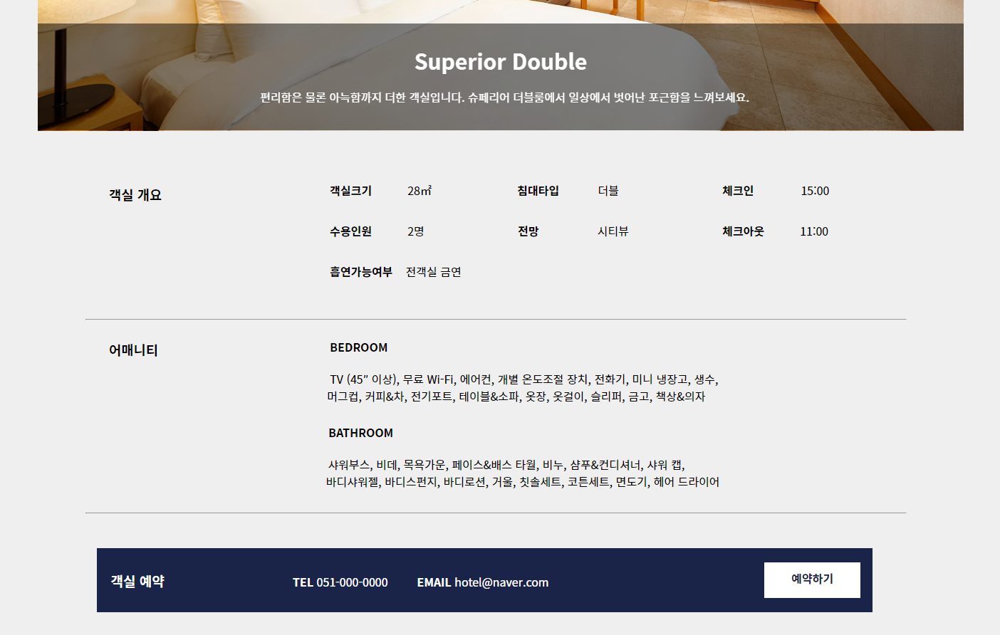 Superior Double
편리함은 물론 아늑함까지 더한 객실입니다. 슈페리어 더블룸에서 일상에서 벗어난 포근함을 느껴보세요.
객실 개요
객실크기 28㎡ 침대타입 더블 체크인 15:00
수용인원 2명 전망 시티뷰 체크아웃 11:00
흡연가능여부 전객실 금연
어매니티
BEDROOM
TV (45″ 이상), 무료 Wi-Fi, 에어컨, 개별 온도조절 장치, 전화기, 미니 냉장고, 생수,
머그컵, 커피&차, 전기포트, 테이블&소파, 옷장, 옷걸이, 슬리퍼, 금고, 책상&의자
BATHROOM
샤워부스, 비데, 목욕가운, 페이스&배스 타월, 비누, 샴푸&컨디셔너, 샤워 캡,
바디샤워젤, 바디스펀지, 바디로션, 거울, 칫솔세트, 코튼세트, 면도기, 헤어 드라이어
객실 예약 TEL 051-000-0000 EMAIL hotel@naver.com 예약하기